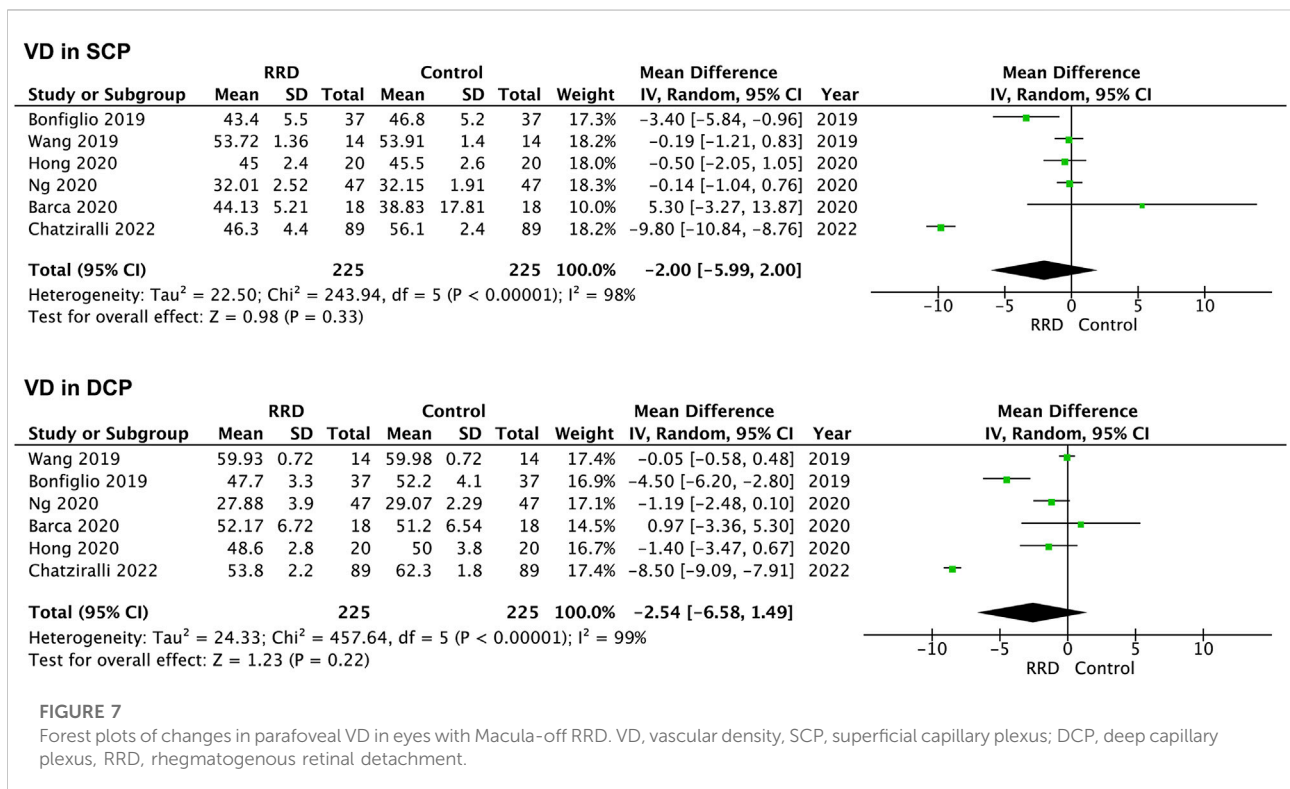 VD in SCP
RRD Control Mean Difference Mean Difference
Study or Subgroup Mean SD Total Mean SD Total Weight IV, Random, 95% CI Year IV, Random, 95% CI
Bonfiglio 2019 43.4 5.5 37 46.8 5.2 37 17.3% −3.40 [−5.84, −0.96] 2019
Wang 2019 53.72 1.36 14 53.91 1.4 14 18.2% −0.19 [−1.21, 0.83] 2019
Hong 2020 45 2.4 20 45.5 2.6 20 18.0% −0.50 [−2.05, 1.05] 2020
Ng 2020 32.01 2.52 47 32.15 1.91 47 18.3% −0.14 [−1.04, 0.76] 2020
Barca 2020 44.13 5.21 18 38.83 17.81 18 10.0% 5.30 [−3.27, 13.87] 2020
Chatziralli 2022 46.3 4.4 89 56.1 2.4 89 18.2% −9.80 [−10.84, −8.76] 2022
Total (95% CI) 225 225 100.0% −2.00 [−5.99, 2.00]
Heterogeneity: Tau² = 22.50; Chi² = 243.94, df = 5 (P < 0.00001); I² = 98%
Test for overall effect: Z = 0.98 (P = 0.33)
−10 −5 0 5 10
RRD Control
VD in DCP
RRD Control Mean Difference Mean Difference
Study or Subgroup Mean SD Total Mean SD Total Weight IV, Random, 95% CI Year IV, Random, 95% CI
Wang 2019 59.93 0.72 14 59.98 0.72 14 17.4% −0.05 [−0.58, 0.48] 2019
Bonfiglio 2019 47.7 3.3 37 52.2 4.1 37 16.9% −4.50 [−6.20, −2.80] 2019
Ng 2020 27.88 3.9 47 29.07 2.29 47 17.1% −1.19 [−2.48, 0.10] 2020
Barca 2020 52.17 6.72 18 51.2 6.54 18 14.5% 0.97 [−3.36, 5.30] 2020
Hong 2020 48.6 2.8 20 50 3.8 20 16.7% −1.40 [−3.47, 0.67] 2020
Chatziralli 2022 53.8 2.2 89 62.3 1.8 89 17.4% −8.50 [−9.09, −7.91] 2022
Total (95% CI) 225 225 100.0% −2.54 [−6.58, 1.49]
Heterogeneity: Tau² = 24.33; Chi² = 457.64, df = 5 (P < 0.00001); I² = 99%
Test for overall effect: Z = 1.23 (P = 0.22)
−10 −5 0 5 10
RRD Control
FIGURE 7
Forest plots of changes in parafoveal VD in eyes with Macula-off RRD. VD, vascular density, SCP, superficial capillary plexus; DCP, deep capillary
plexus, RRD, rhegmatogenous retinal detachment.